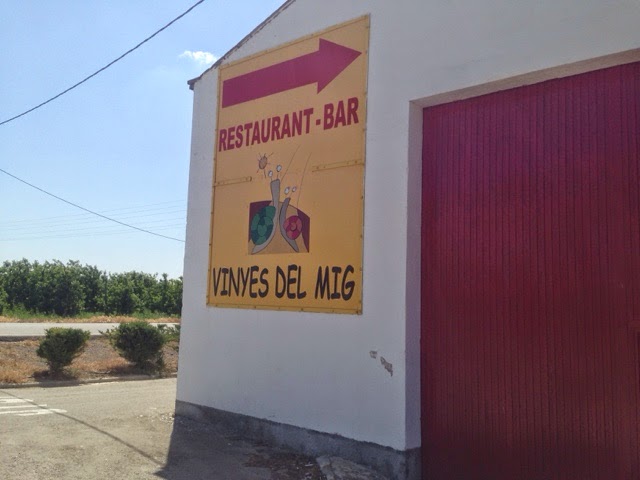 RESTAURANT-BAR
VINYES DEL MIG